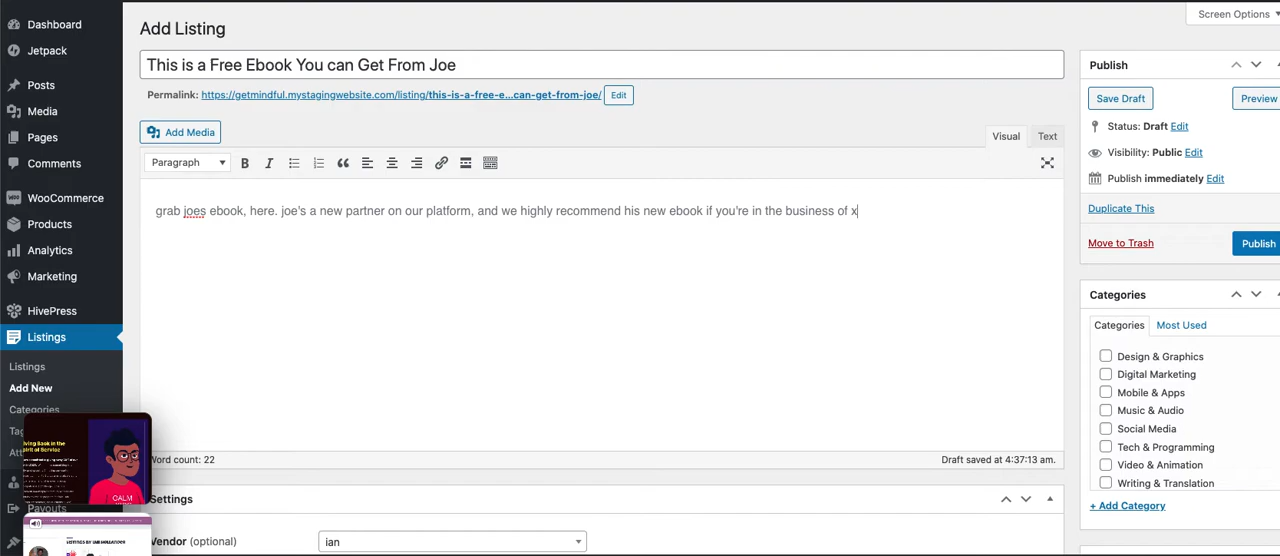 Dashboard
Jetpack
Posts
Media
Pages
Comments
WooCommerce
Products
Analytics
Marketing
HivePress
Listings
Listings
Add New
Categories
Payouts
CALM
Screen Options ▼
Add Listing
This is a Free Ebook You can Get From Joe
Permalink: https://getmindful.mystagingwebsite.com/listing/this-is-a-free-e...can-get-from-joe/ Edit
Add Media
Visual Text
Paragraph ▼ B I
grab joes ebook, here. joe's a new partner on our platform, and we highly recommend his new ebook if you're in the business of x
Word count: 22 Draft saved at 4:37:13 am.
Settings
Vendor (optional) ian
Publish
Save Draft Preview
Status: Draft Edit
Visibility: Public Edit
Publish immediately Edit
Duplicate This
Move to Trash Publish
Categories
Categories Most Used
Design & Graphics
Digital Marketing
Mobile & Apps
Music & Audio
Social Media
Tech & Programming
Video & Animation
Writing & Translation
+ Add Category